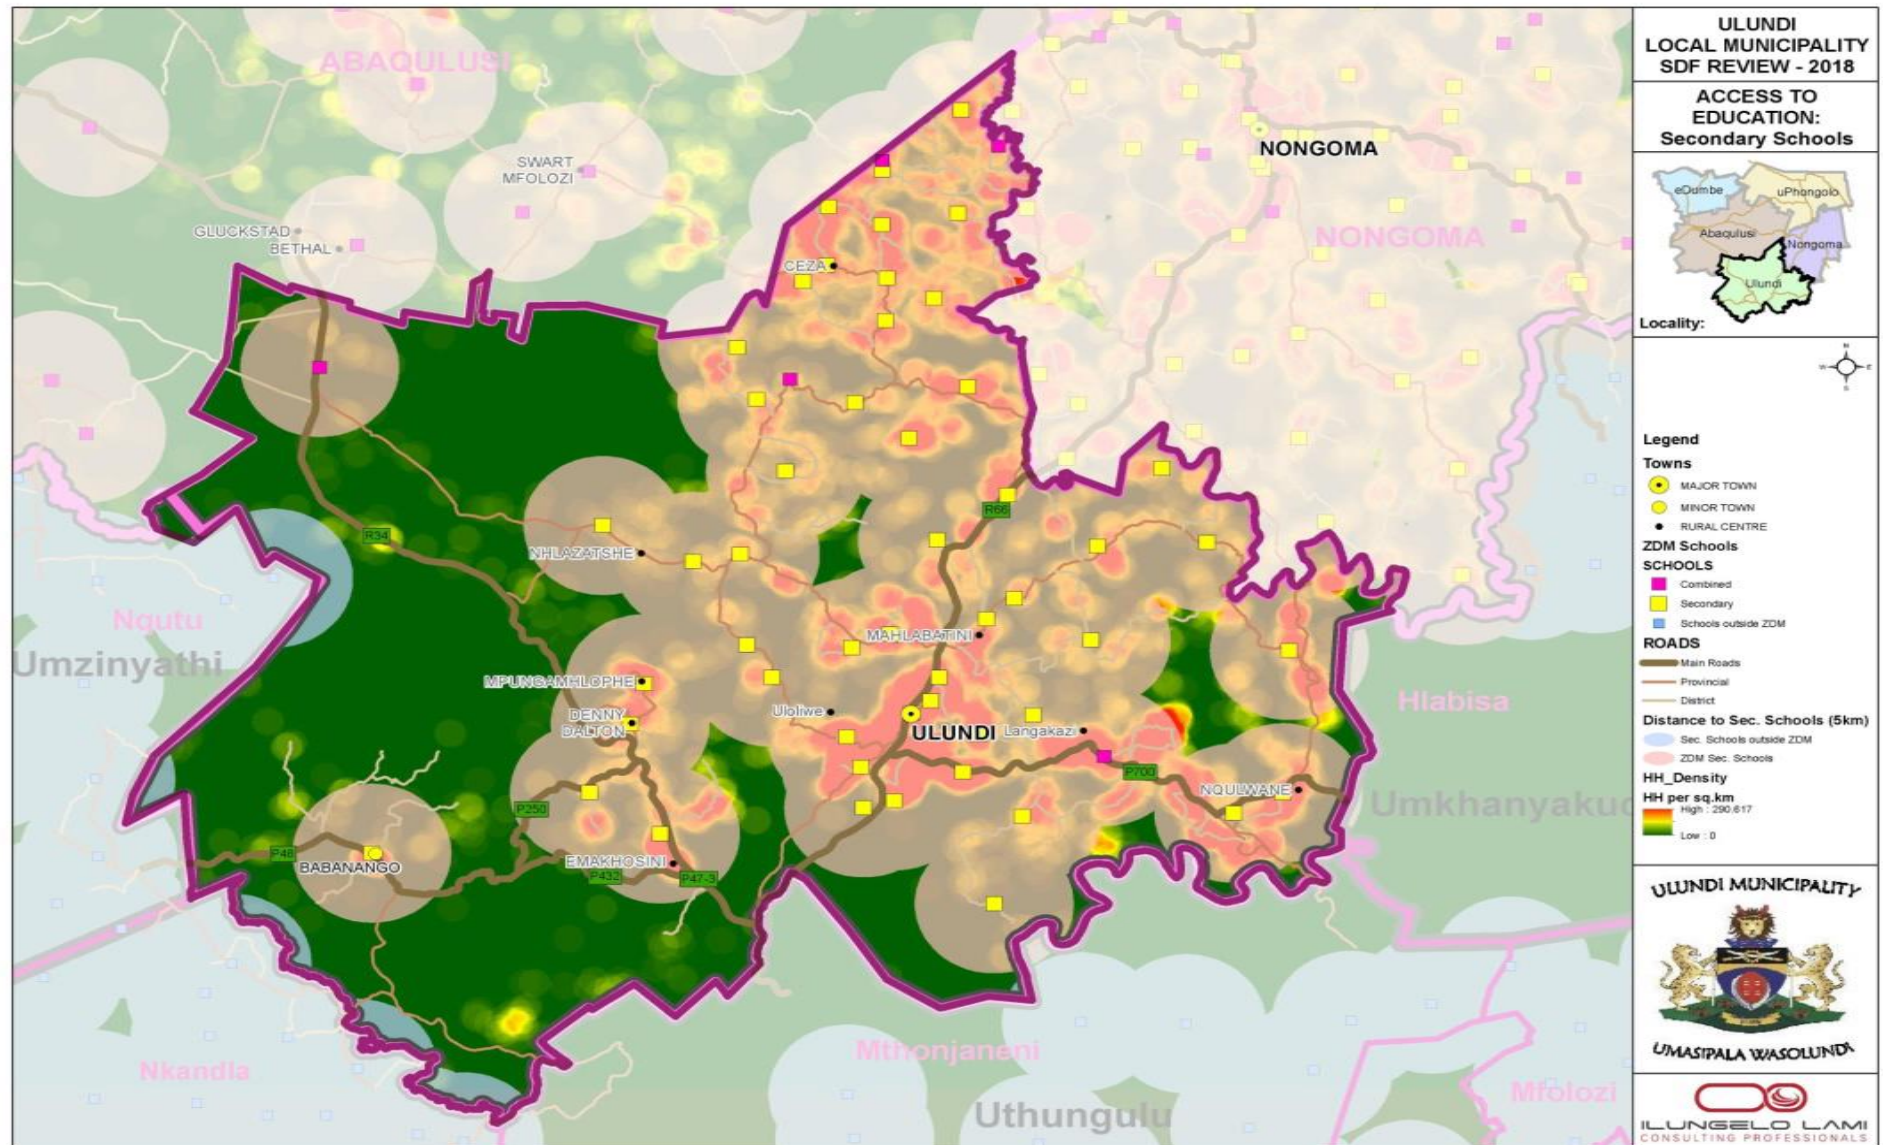 ABAQULUSI
SWART
MFOLOZI
NONGOMA
GLUCKSTAD
BETHAL
NONGOMA
CEZA
R66
R34
NHLAZATSHE
Nqutu
MAHLABATINI
Umzinyathi
MPUNGAMHLOPHE
Hlabisa
DENNY
DALTON
Uloliwe
ULUNDI
Langakazi
P700
NQULWANE
Umkhanyakud
P250
P48
BABANANGO
EMAKHOSINI
P432
P47-3
Nkandla
Mthonjaneni
Mfolozi
Uthungulu
ULUNDI
LOCAL MUNICIPALITY
SDF REVIEW - 2018
ACCESS TO
EDUCATION:
Secondary Schools
eDumbe
uPhongolo
Abaqulusi
Nongoma
Ulundi
Locality:
N
W
E
S
Legend
Towns
MAJOR TOWN
MINOR TOWN
RURAL CENTRE
ZDM Schools
SCHOOLS
Combined
Secondary
Schools outside ZDM
ROADS
Main Roads
Provincial
District
Distance to Sec. Schools (5km)
Sec. Schools outside ZDM
ZDM Sec. Schools
HH_Density
HH per sq.km
High : 290.617
Low : 0
ULUNDI MUNICIPALITY
UMASIPALA WASOLUNDI
ILUNGELO LAMI
CONSULTING PROFESSIONALS